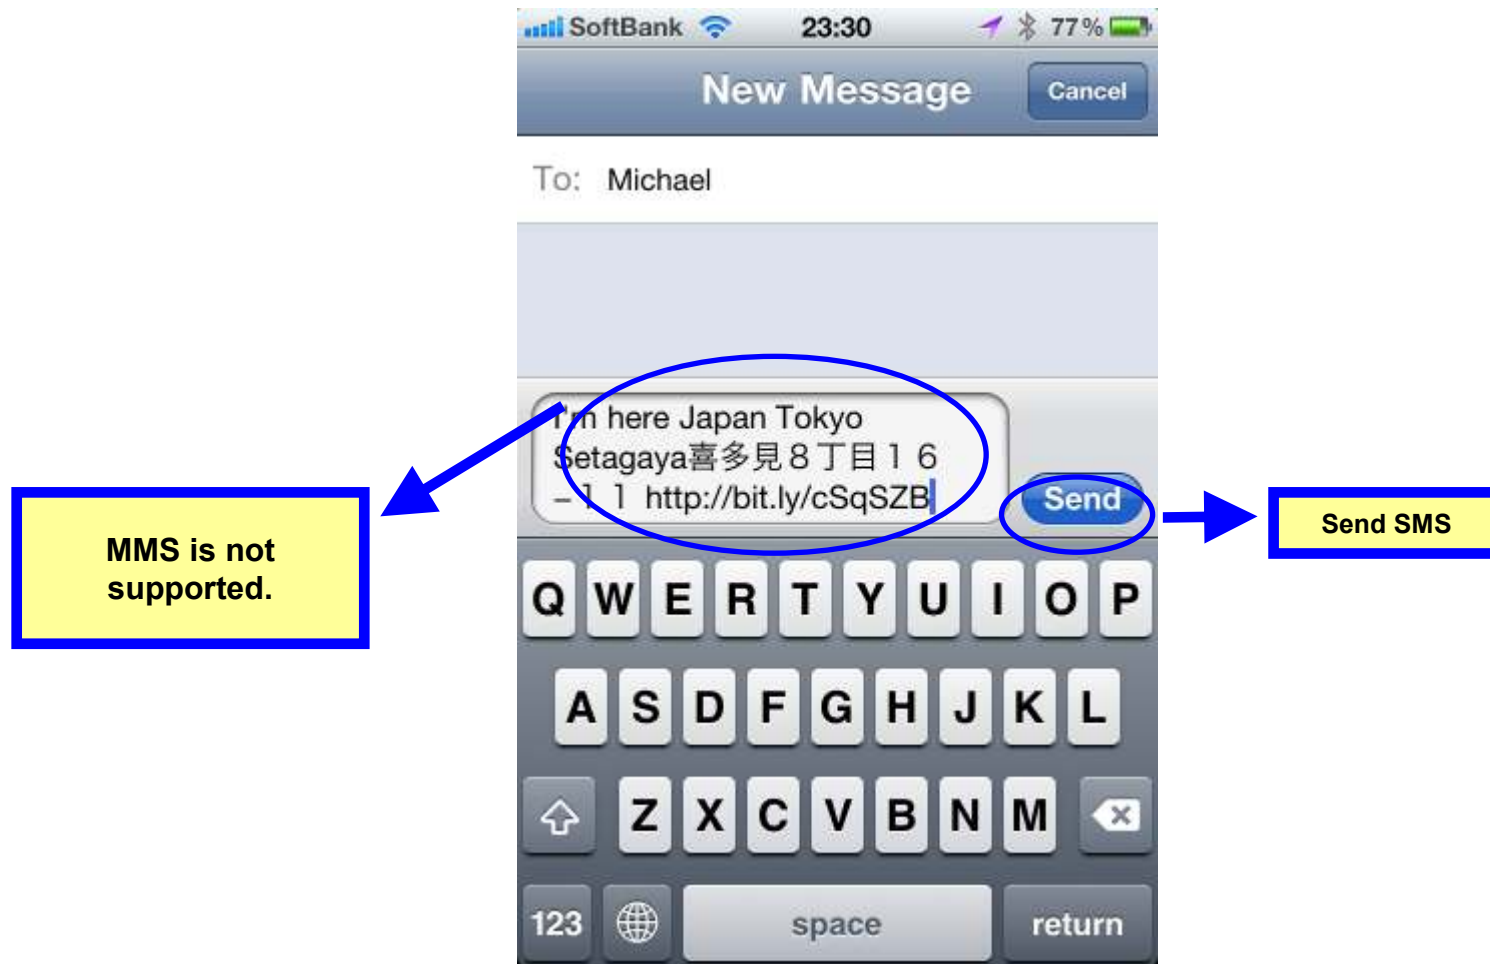 SoftBank 23:30 77%
New Message Cancel
To: Michael
I'm here Japan Tokyo
Setagaya喜多見８丁目１６
−１１ http://bit.ly/cSqSZB
Send
MMS is not
supported.
Send SMS
Q W E R T Y U I O P
A S D F G H J K L
Z X C V B N M
123 space return